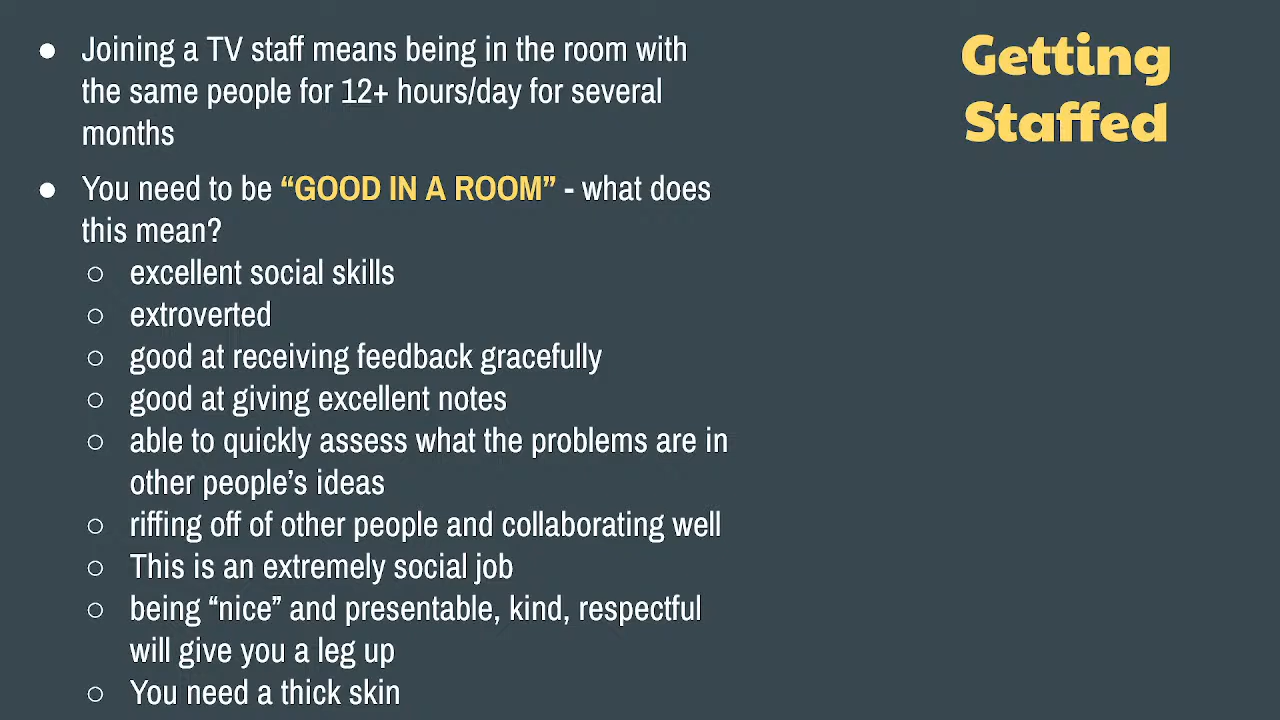 Getting
Staffed
● Joining a TV staff means being in the room with
the same people for 12+ hours/day for several
months
● You need to be “GOOD IN A ROOM” - what does
this mean?
○ excellent social skills
○ extroverted
○ good at receiving feedback gracefully
○ good at giving excellent notes
○ able to quickly assess what the problems are in
other people’s ideas
○ riffing off of other people and collaborating well
○ This is an extremely social job
○ being “nice” and presentable, kind, respectful
will give you a leg up
○ You need a thick skin